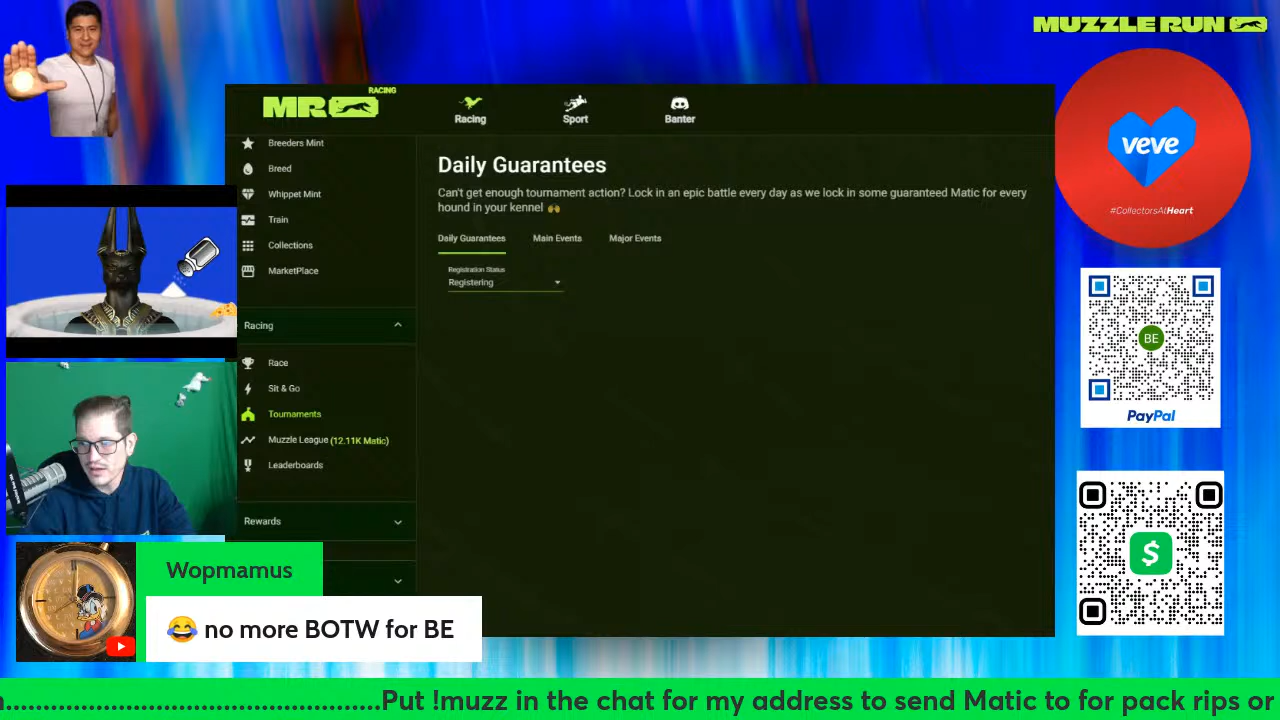 MUZZLE RUN
MR
RACING
Racing
Sport
Banter
Breeders Mint
Breed
Whippet Mint
Train
Collections
MarketPlace
Racing
Race
Sit & Go
Tournaments
Muzzle League (12.11K Matic)
Leaderboards
Rewards
Daily Guarantees
Can't get enough tournament action? Lock in an epic battle every day as we lock in some guaranteed Matic for every
hound in your kennel 🙌
Daily Guarantees
Main Events
Major Events
Registration Status
Registering
veve
#CollectorsAtHeart
BE
PayPal
$
Wopmamus
😂 no more BOTW for BE
................................................Put !muzz in the chat for my address to send Matic to for pack rips or